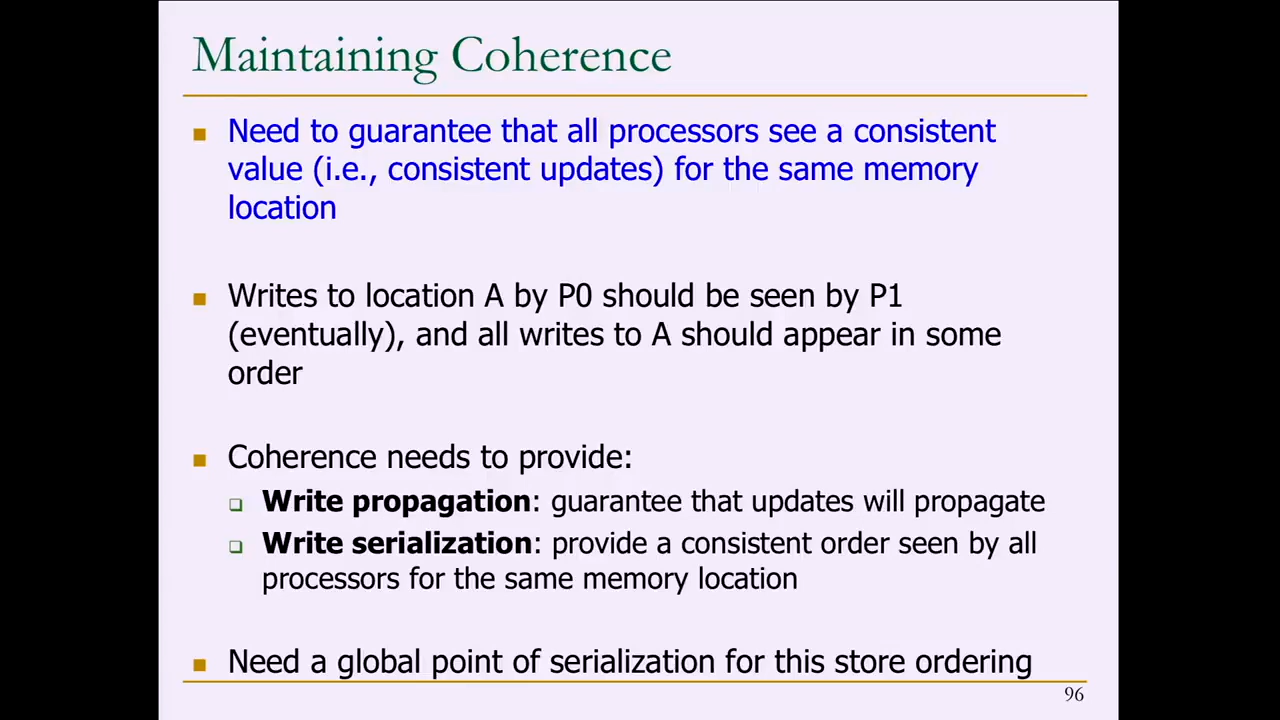 Maintaining Coherence
Need to guarantee that all processors see a consistent
value (i.e., consistent updates) for the same memory
location
Writes to location A by P0 should be seen by P1
(eventually), and all writes to A should appear in some
order
Coherence needs to provide:
Write propagation: guarantee that updates will propagate
Write serialization: provide a consistent order seen by all
processors for the same memory location
Need a global point of serialization for this store ordering
96